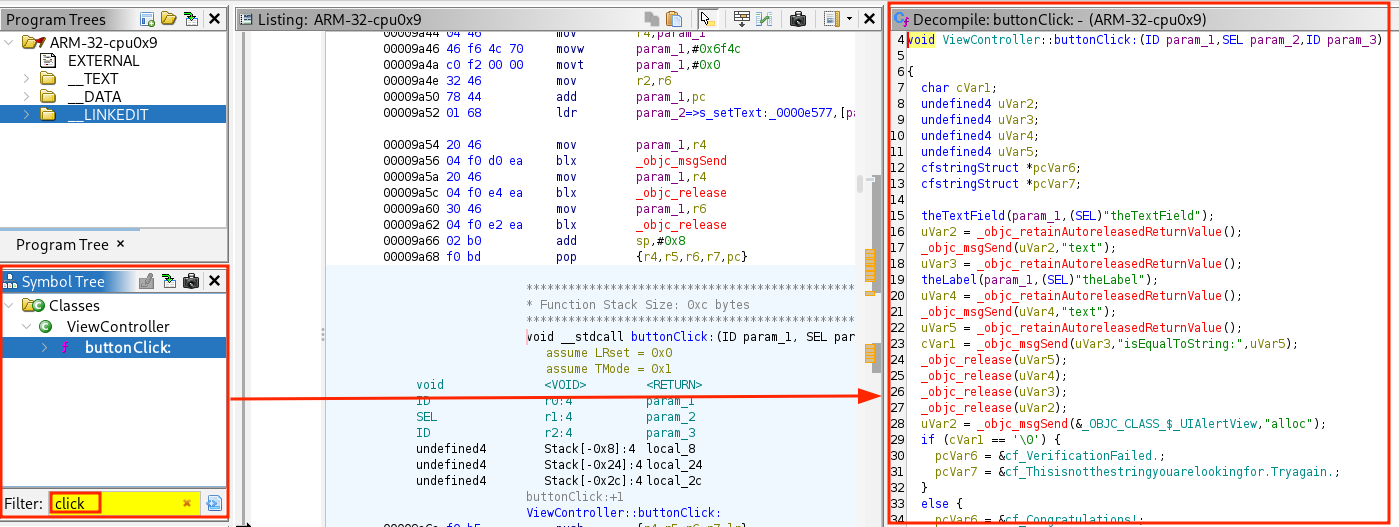 Program Trees
ARM-32-cpu0x9
EXTERNAL
__TEXT
__DATA
__LINKEDIT
Program Tree ×
Symbol Tree
Classes
ViewController
f buttonClick:
Filter: click
Listing: ARM-32-cpu0x9
00009a44 04 46 mov r4,param_1
00009a46 46 f6 4c 70 movw param_1,#0x6f4c
00009a4a c0 f2 00 00 movt param_1,#0x0
00009a4e 32 46 mov r2,r6
00009a50 78 44 add param_1,pc
00009a52 01 68 ldr param_2=>s_setText:_0000e577,[pa
00009a54 20 46 mov param_1,r4
00009a56 04 f0 d0 ea blx _objc_msgSend
00009a5a 20 46 mov param_1,r4
00009a5c 04 f0 e4 ea blx _objc_release
00009a60 30 46 mov param_1,r6
00009a62 04 f0 e2 ea blx _objc_release
00009a66 02 b0 add sp,#0x8
00009a68 f0 bd pop {r4,r5,r6,r7,pc}
* Function Stack Size: 0xc bytes
void __stdcall buttonClick:(ID param_1, SEL par
assume LRset = 0x0
assume TMode = 0x1
void <VOID> <RETURN>
ID r0:4 param_1
SEL r1:4 param_2
ID r2:4 param_3
undefined4 Stack[-0x8]:4 local_8
undefined4 Stack[-0x24]:4 local_24
undefined4 Stack[-0x2c]:4 local_2c
buttonClick:+1
ViewController::buttonClick:
Decompile: buttonClick: - (ARM-32-cpu0x9)
4 void ViewController::buttonClick:(ID param_1,SEL param_2,ID param_3)
5
6 {
7 char cVar1;
8 undefined4 uVar2;
9 undefined4 uVar3;
10 undefined4 uVar4;
11 undefined4 uVar5;
12 cfstringStruct *pcVar6;
13 cfstringStruct *pcVar7;
14
15 theTextField(param_1,(SEL)"theTextField");
16 uVar2 = _objc_retainAutoreleasedReturnValue();
17 _objc_msgSend(uVar2,"text");
18 uVar3 = _objc_retainAutoreleasedReturnValue();
19 theLabel(param_1,(SEL)"theLabel");
20 uVar4 = _objc_retainAutoreleasedReturnValue();
21 _objc_msgSend(uVar4,"text");
22 uVar5 = _objc_retainAutoreleasedReturnValue();
23 cVar1 = _objc_msgSend(uVar3,"isEqualToString:",uVar5);
24 _objc_release(uVar5);
25 _objc_release(uVar4);
26 _objc_release(uVar3);
27 _objc_release(uVar2);
28 uVar2 = _objc_msgSend(&_OBJC_CLASS_$_UIAlertView,"alloc");
29 if (cVar1 == '\0') {
30 pcVar6 = &cf_VerificationFailed.;
31 pcVar7 = &cf_Thisisnotthestringyouarelookingfor.Tryagain.;
32 }
33 else {
34 pcVar6 = &cf_Congratulations!;